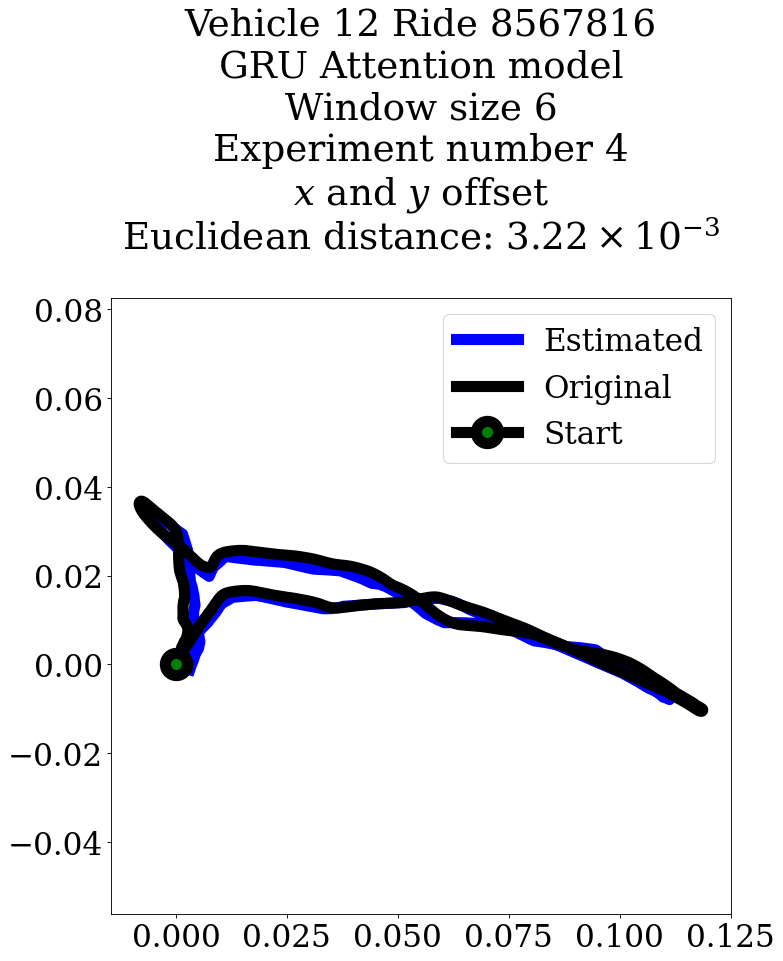 Vehicle 12 Ride 8567816
GRU Attention model
Window size 6
Experiment number 4
x and y offset
Euclidean distance: 3.22 × 10⁻³
Estimated
Original
Start
0.08
0.06
0.04
0.02
0.00
−0.02
−0.04
0.000 0.025 0.050 0.075 0.100 0.125